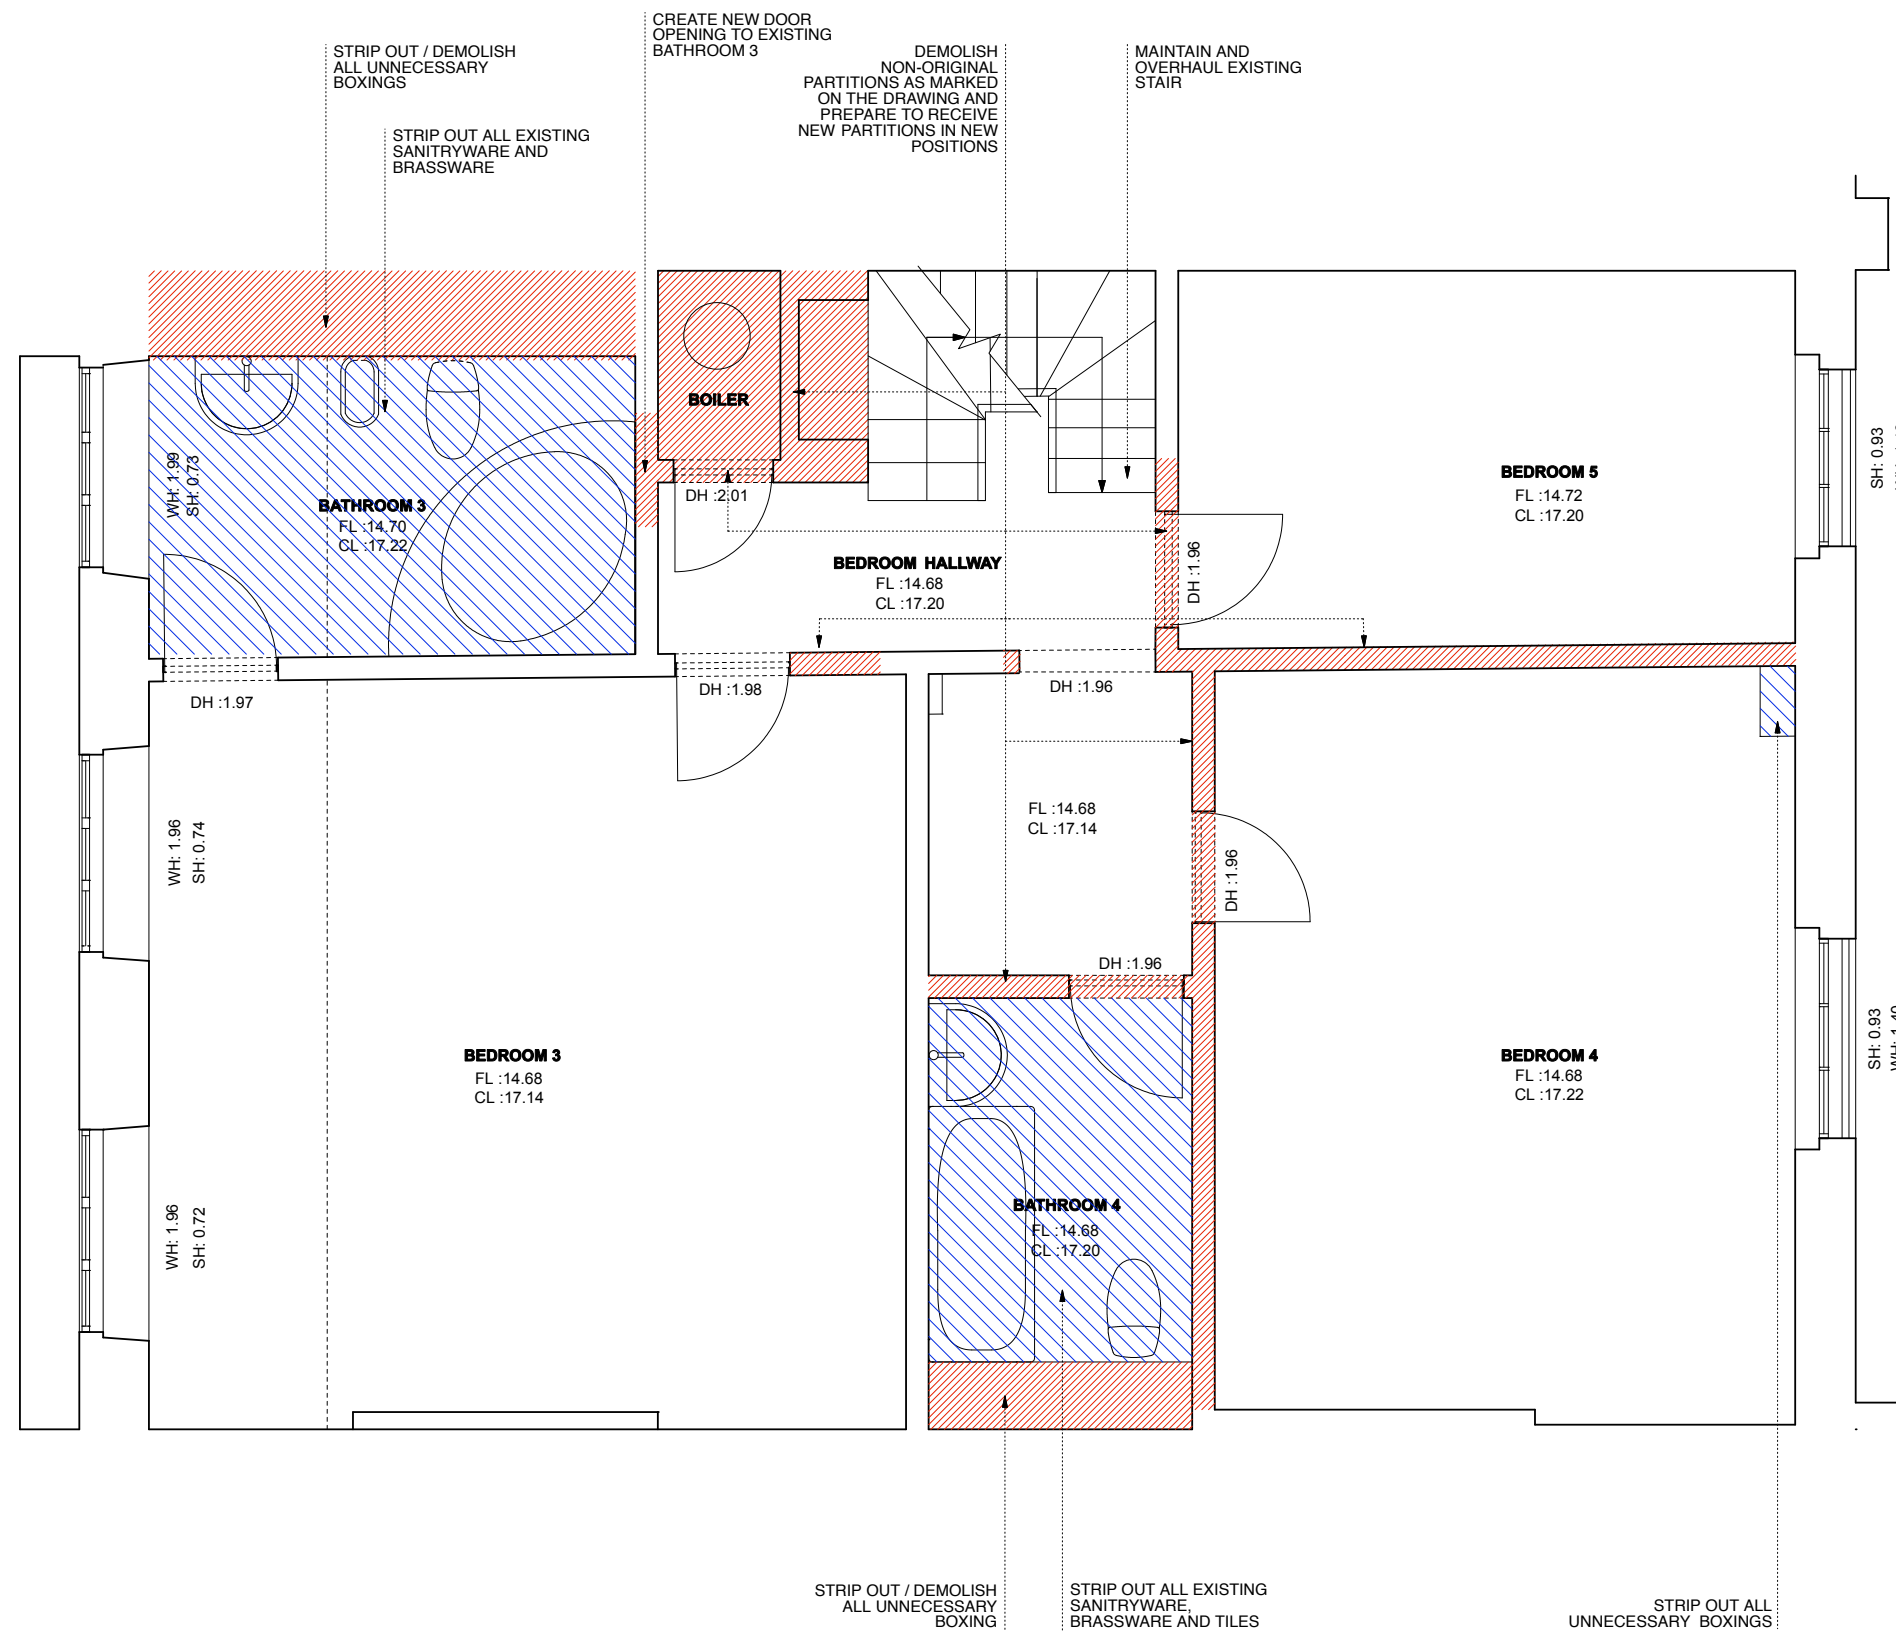 CREATE NEW DOOR
OPENING TO EXISTING
BATHROOM 3
STRIP OUT / DEMOLISH
ALL UNNECESSARY
BOXINGS
DEMOLISH
NON-ORIGINAL
PARTITIONS AS MARKED
ON THE DRAWING AND
PREPARE TO RECEIVE
NEW PARTITIONS IN NEW
POSITIONS
MAINTAIN AND
OVERHAUL EXISTING
STAIR
STRIP OUT ALL EXISTING
SANITRYWARE AND
BRASSWARE
BOILER
WH: 1.99
SH: 0.73
BATHROOM 3
FL :14.70
CL :17.22
DH :2.01
BEDROOM 5
FL :14.72
CL :17.20
SH: 0.93
BEDROOM HALLWAY
FL :14.68
CL :17.20
DH :1.96
DH :1.97
DH :1.98
DH :1.96
WH: 1.96
SH: 0.74
FL :14.68
CL :17.14
DH :1.96
DH :1.96
BEDROOM 3
FL :14.68
CL :17.14
BEDROOM 4
FL :14.68
CL :17.22
SH: 0.93
WH: 1.49
WH: 1.96
SH: 0.72
BATHROOM 4
FL :14.68
CL :17.20
STRIP OUT / DEMOLISH
ALL UNNECESSARY
BOXING
STRIP OUT ALL EXISTING
SANITRYWARE,
BRASSWARE AND TILES
STRIP OUT ALL
UNNECESSARY BOXINGS